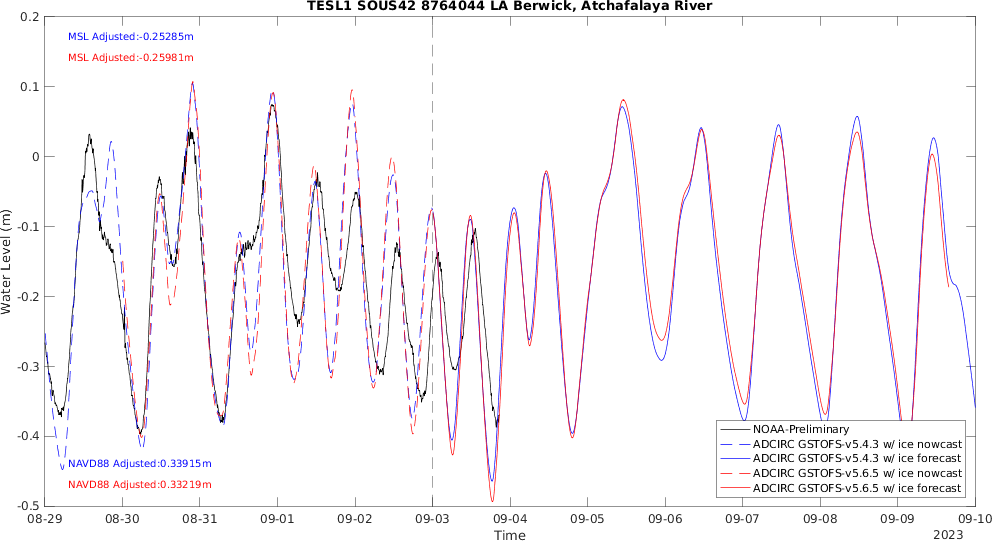 TESL1 SOUS42 8764044 LA Berwick, Atchafalaya River
MSL Adjusted:-0.25285m
MSL Adjusted:-0.25981m
NAVD88 Adjusted:0.33915m
NAVD88 Adjusted:0.33219m
Water Level (m)
0.2
0.1
0
-0.1
-0.2
-0.3
-0.4
-0.5
NOAA-Preliminary
ADCIRC GSTOFS-v5.4.3 w/ ice nowcast
ADCIRC GSTOFS-v5.4.3 w/ ice forecast
ADCIRC GSTOFS-v5.6.5 w/ ice nowcast
ADCIRC GSTOFS-v5.6.5 w/ ice forecast
08-29 08-30 08-31 09-01 09-02 09-03 09-04 09-05 09-06 09-07 09-08 09-09 09-10
Time
2023